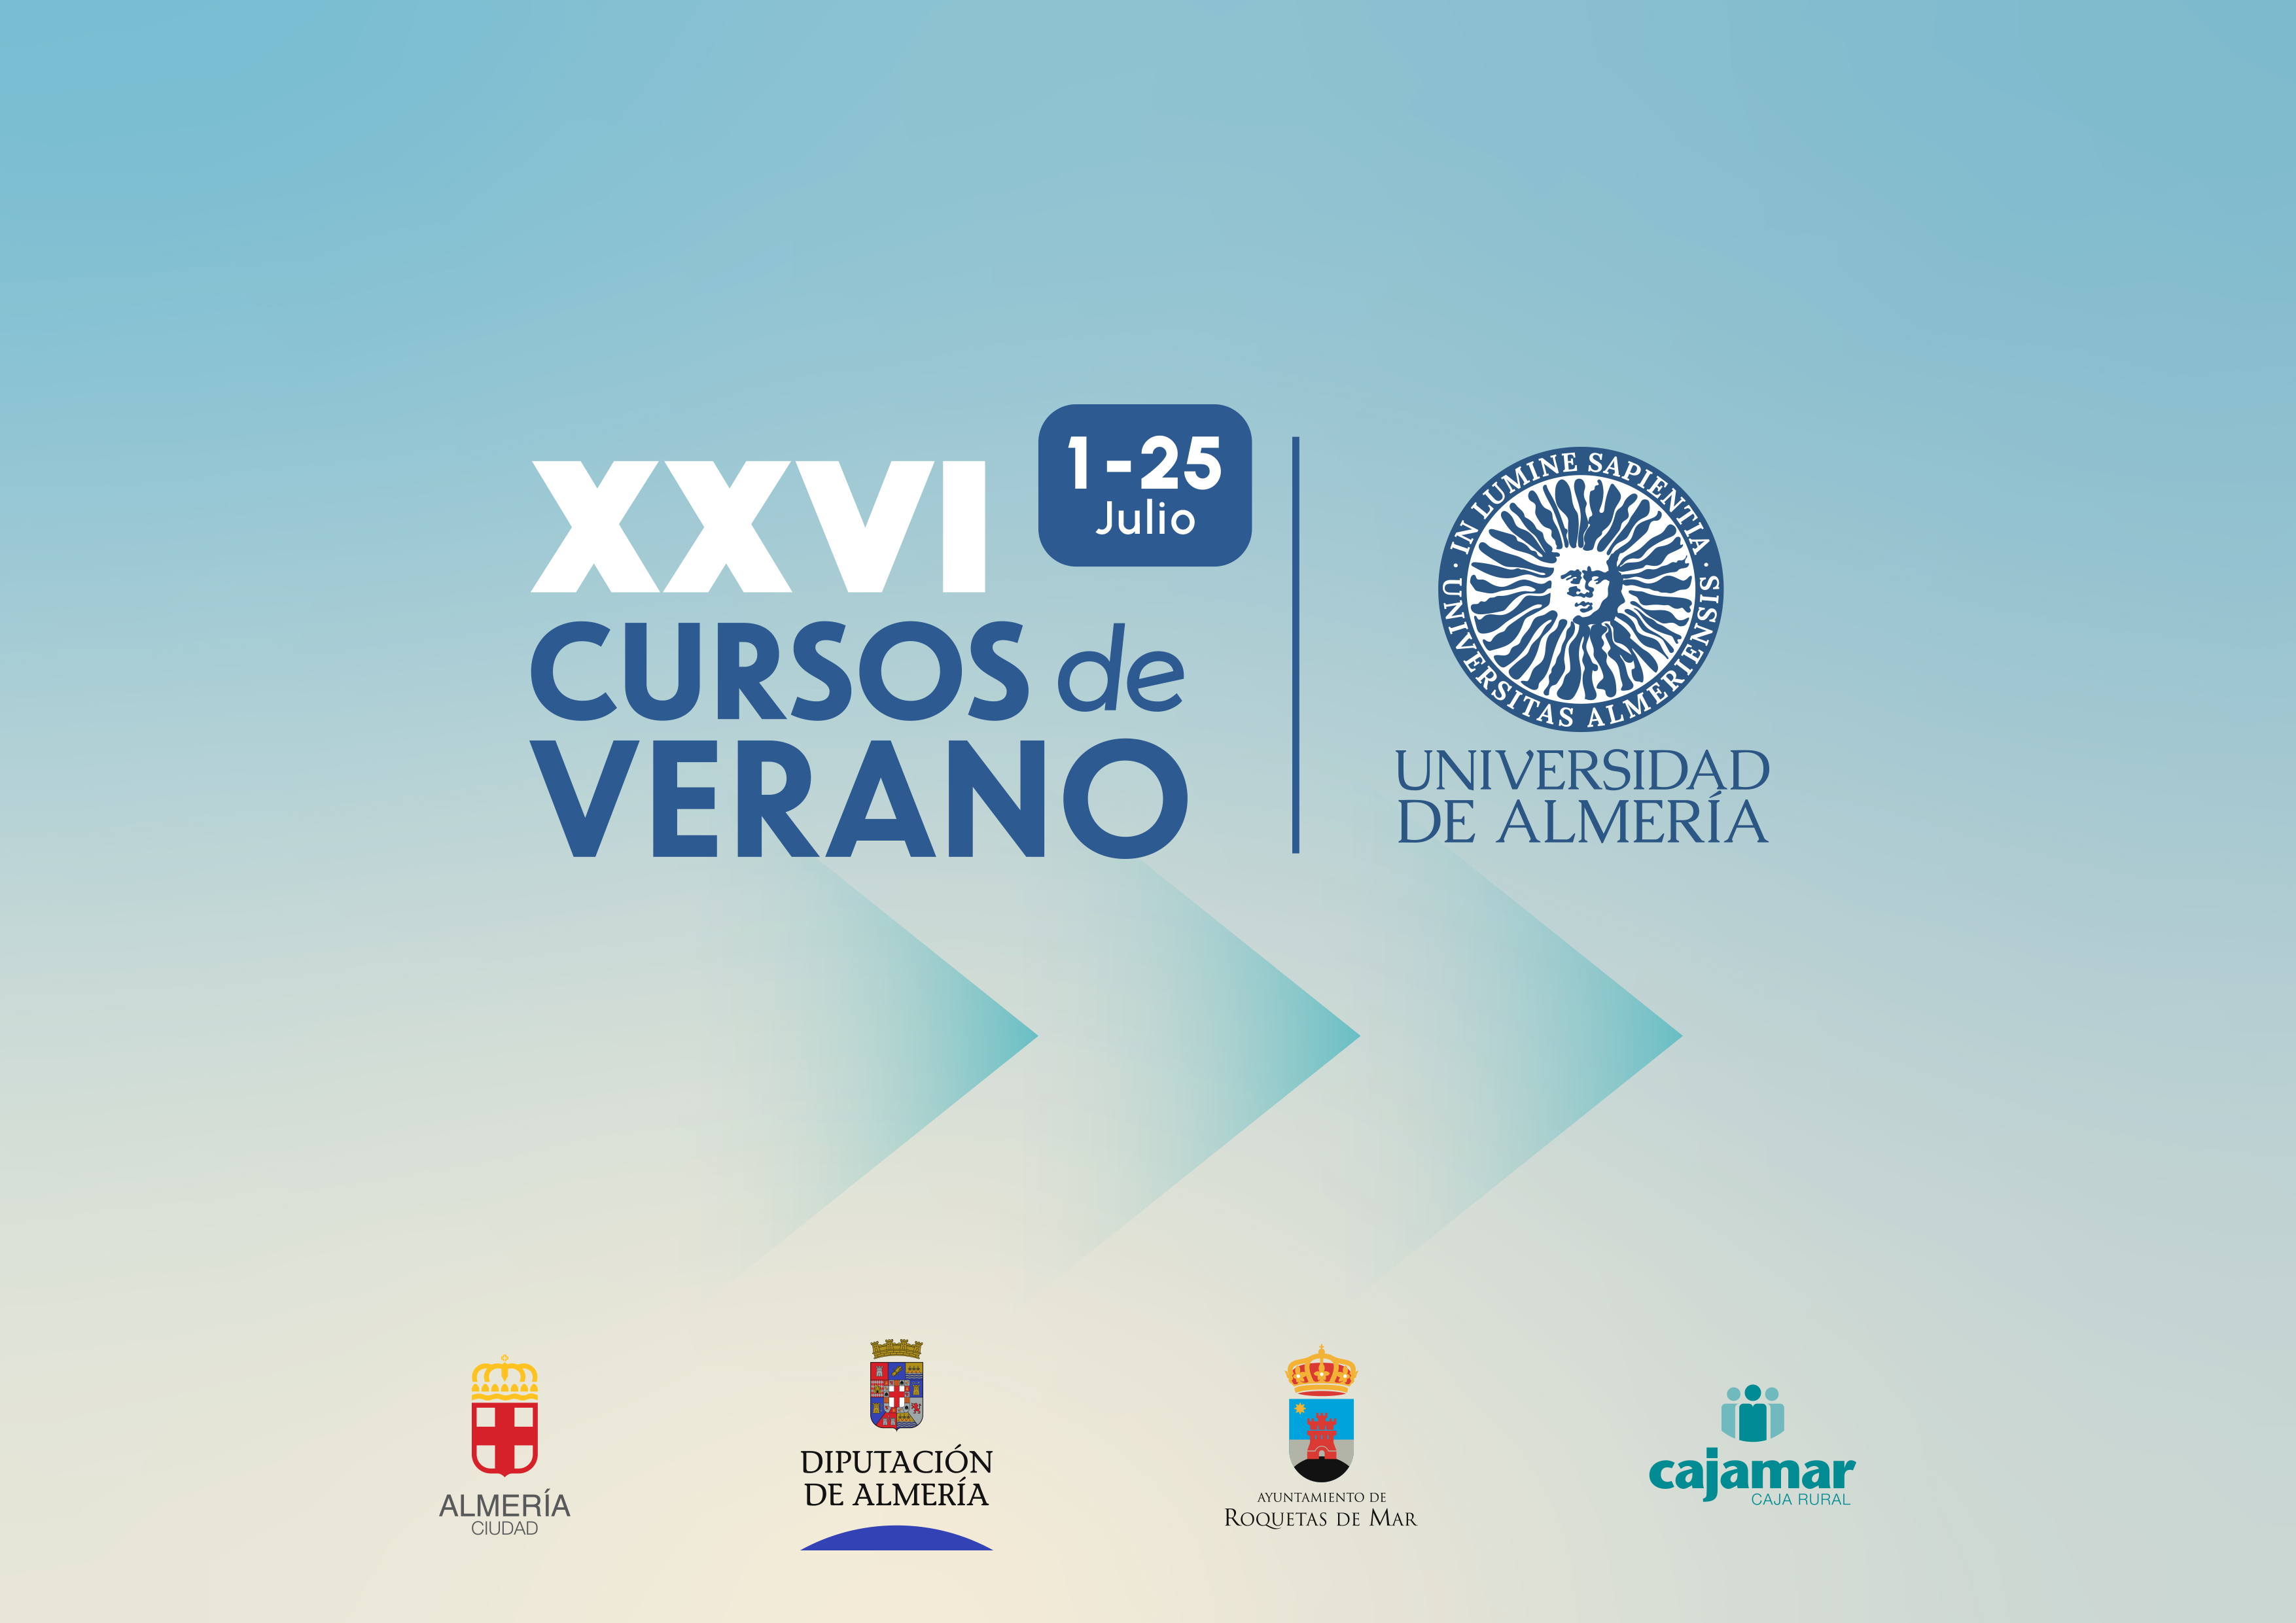 XXVI
1-25
Julio
CURSOS de
VERANO
IN LUMINE SAPIENTIA · UNIVERSITAS ALMERIENSIS ·
UNIVERSIDAD
DE ALMERÍA
ALMERÍA
CIUDAD
DIPUTACIÓN
DE ALMERÍA
AYUNTAMIENTO DE
ROQUETAS DE MAR
cajamar
CAJA RURAL